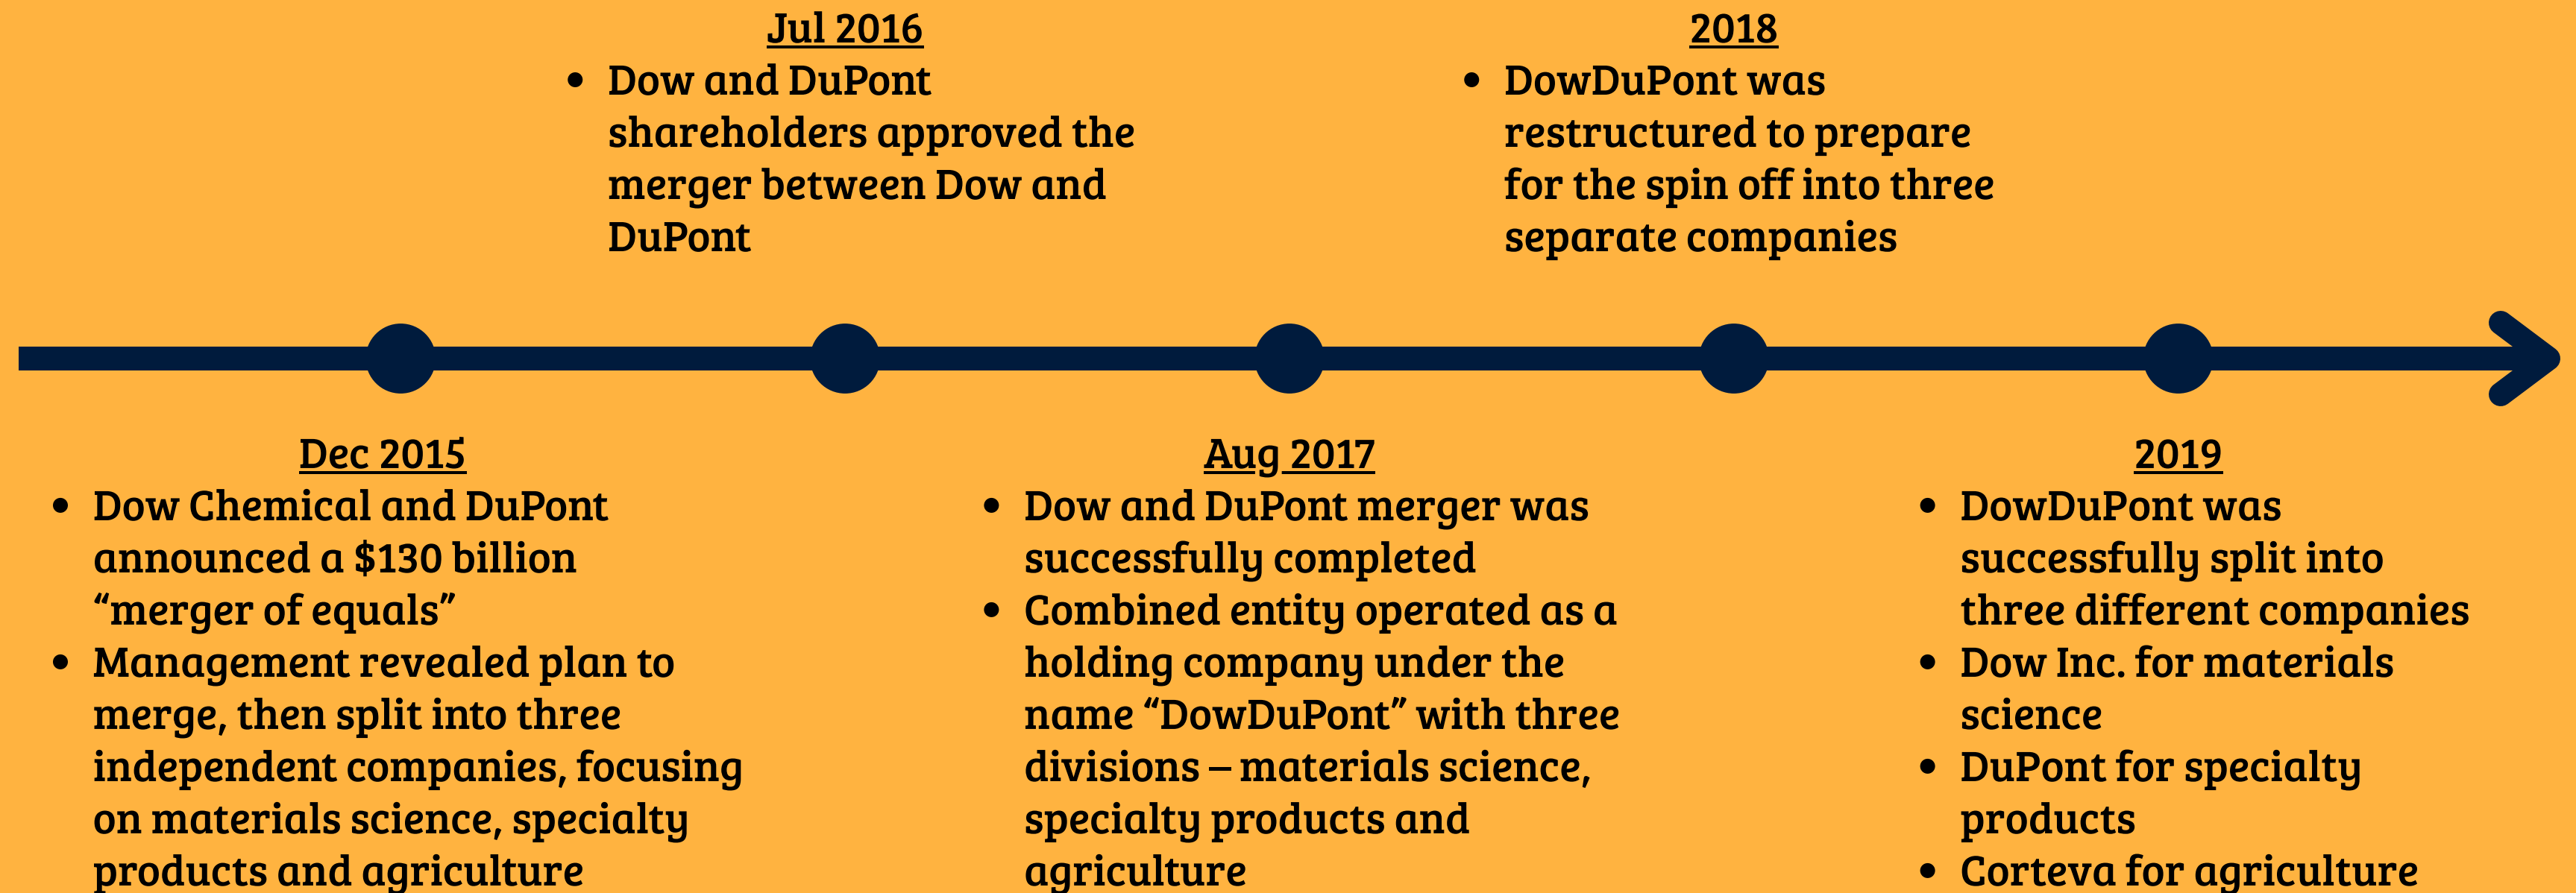 Jul 2016
• Dow and DuPont
shareholders approved the
merger between Dow and
DuPont
2018
• DowDuPont was
restructured to prepare
for the spin off into three
separate companies
Dec 2015
• Dow Chemical and DuPont
announced a $130 billion
“merger of equals”
• Management revealed plan to
merge, then split into three
independent companies, focusing
on materials science, specialty
products and agriculture
Aug 2017
• Dow and DuPont merger was
successfully completed
• Combined entity operated as a
holding company under the
name “DowDuPont” with three
divisions – materials science,
specialty products and
agriculture
2019
• DowDuPont was
successfully split into
three different companies
• Dow Inc. for materials
science
• DuPont for specialty
products
• Corteva for agriculture